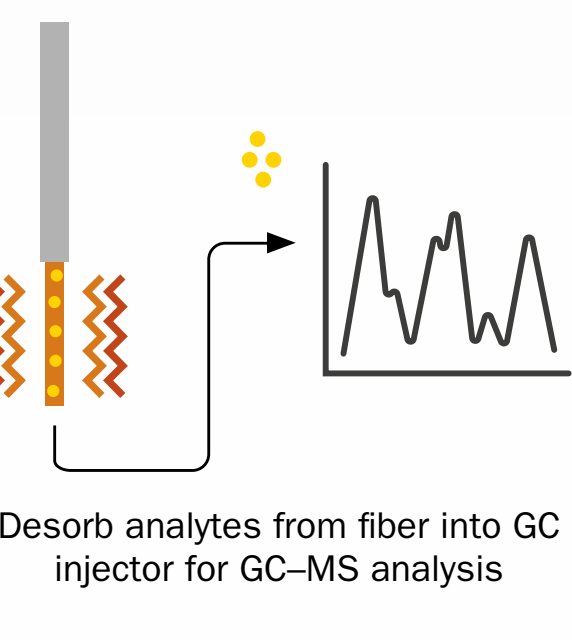 Desorb analytes from fiber into GC
injector for GC–MS analysis